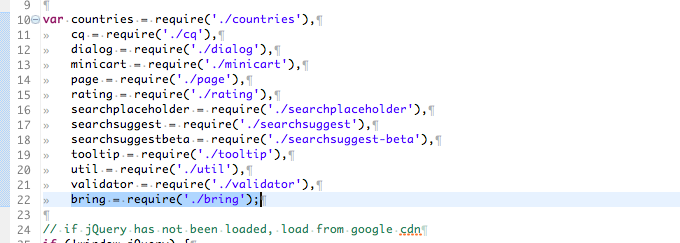 9
10 var countries = require('./countries'),
11 cq = require('./cq'),
12 dialog = require('./dialog'),
13 minicart = require('./minicart'),
14 page = require('./page'),
15 rating = require('./rating'),
16 searchplaceholder = require('./searchplaceholder'),
17 searchsuggest = require('./searchsuggest'),
18 searchsuggestbeta = require('./searchsuggest-beta'),
19 tooltip = require('./tooltip'),
20 util = require('./util'),
21 validator = require('./validator'),
22 bring = require('./bring');
23
24 // if jQuery has not been loaded, load from google cdn
25 if (!window.jQuery) {